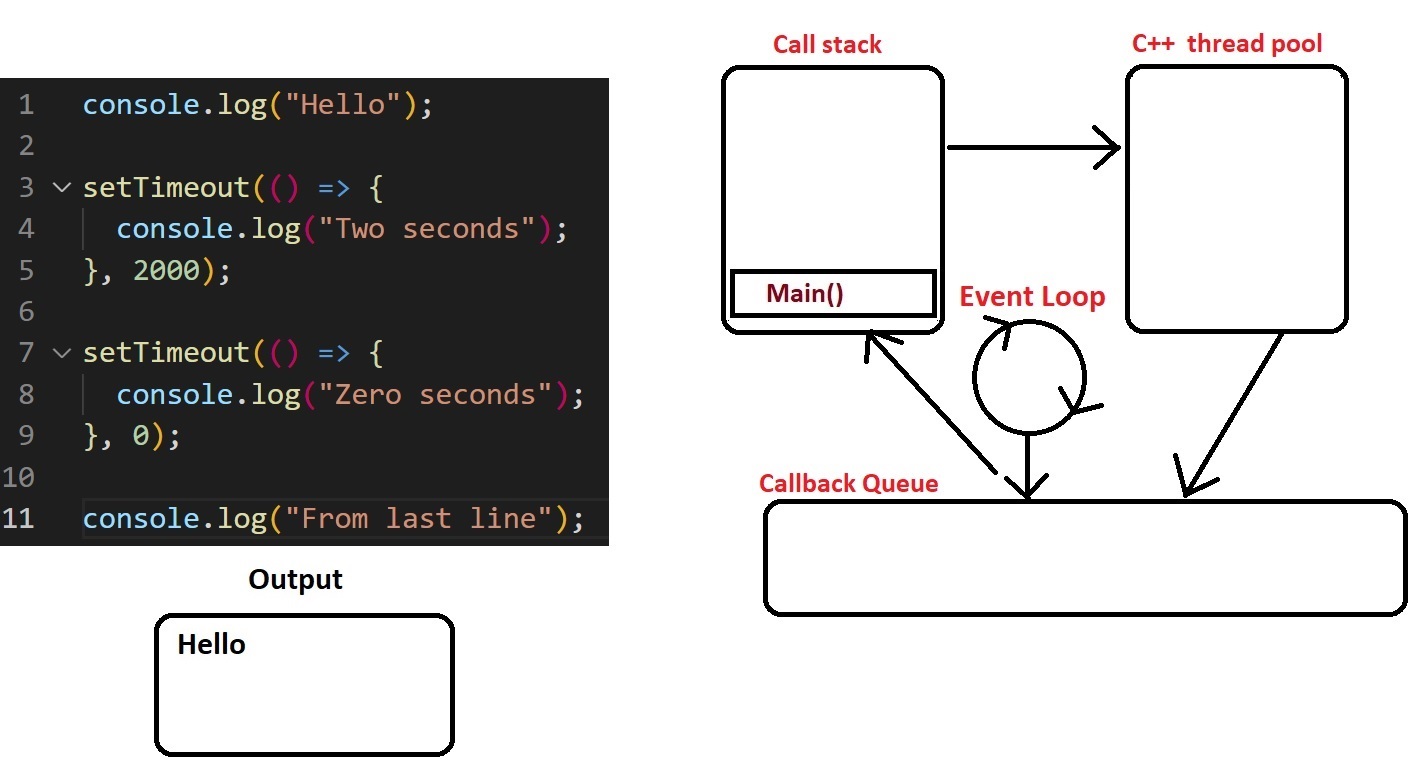 1 console.log("Hello");
2
3 setTimeout(() => {
4 console.log("Two seconds");
5 }, 2000);
6
7 setTimeout(() => {
8 console.log("Zero seconds");
9 }, 0);
10
11 console.log("From last line");
Output
Hello
Call stack
Main()
C++ thread pool
Event Loop
Callback Queue